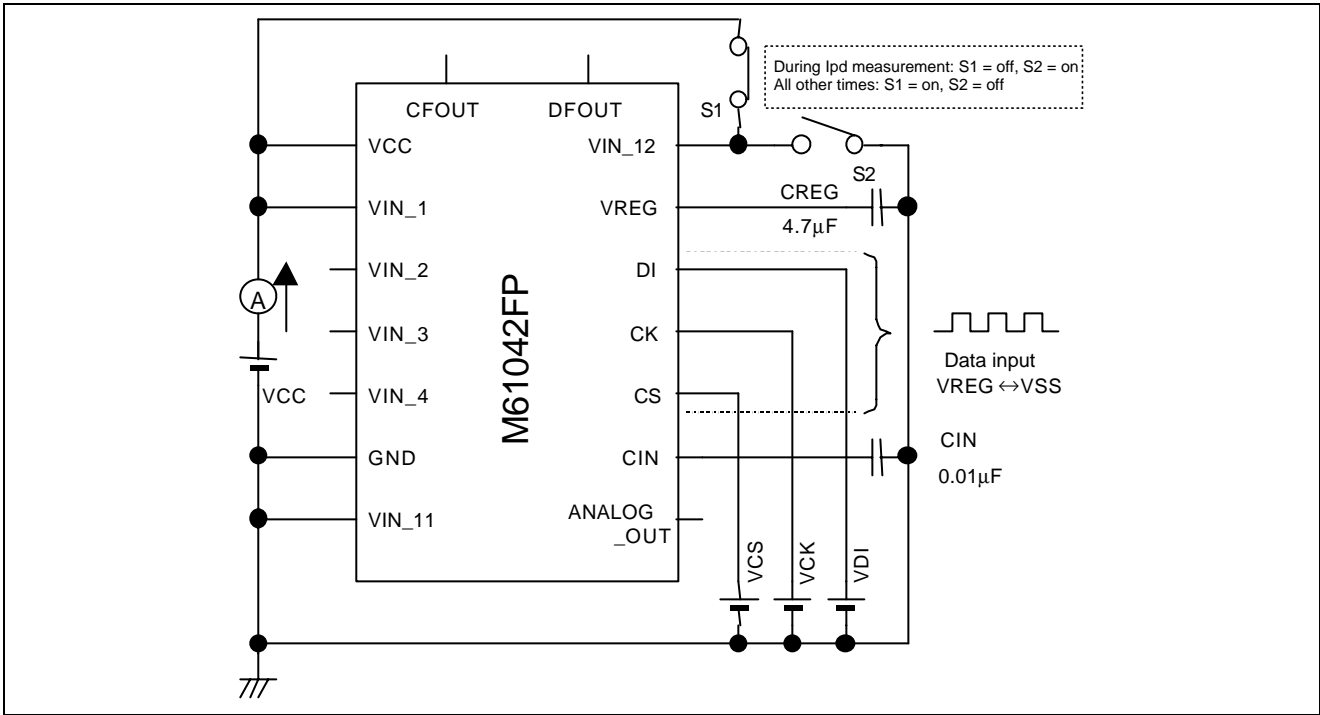 During Ipd measurement: S1 = off, S2 = on
All other times: S1 = on, S2 = off
CFOUT
DFOUT
S1
VCC
VIN_12
S2
VIN_1
VREG
CREG
4.7μF
VIN_2
DI
A
VIN_3
CK
M61042FP
Data input
VREG ↔VSS
VCC
VIN_4
CS
GND
CIN
CIN
0.01μF
VIN_11
ANALOG
_OUT
VCS
VCK
VDI